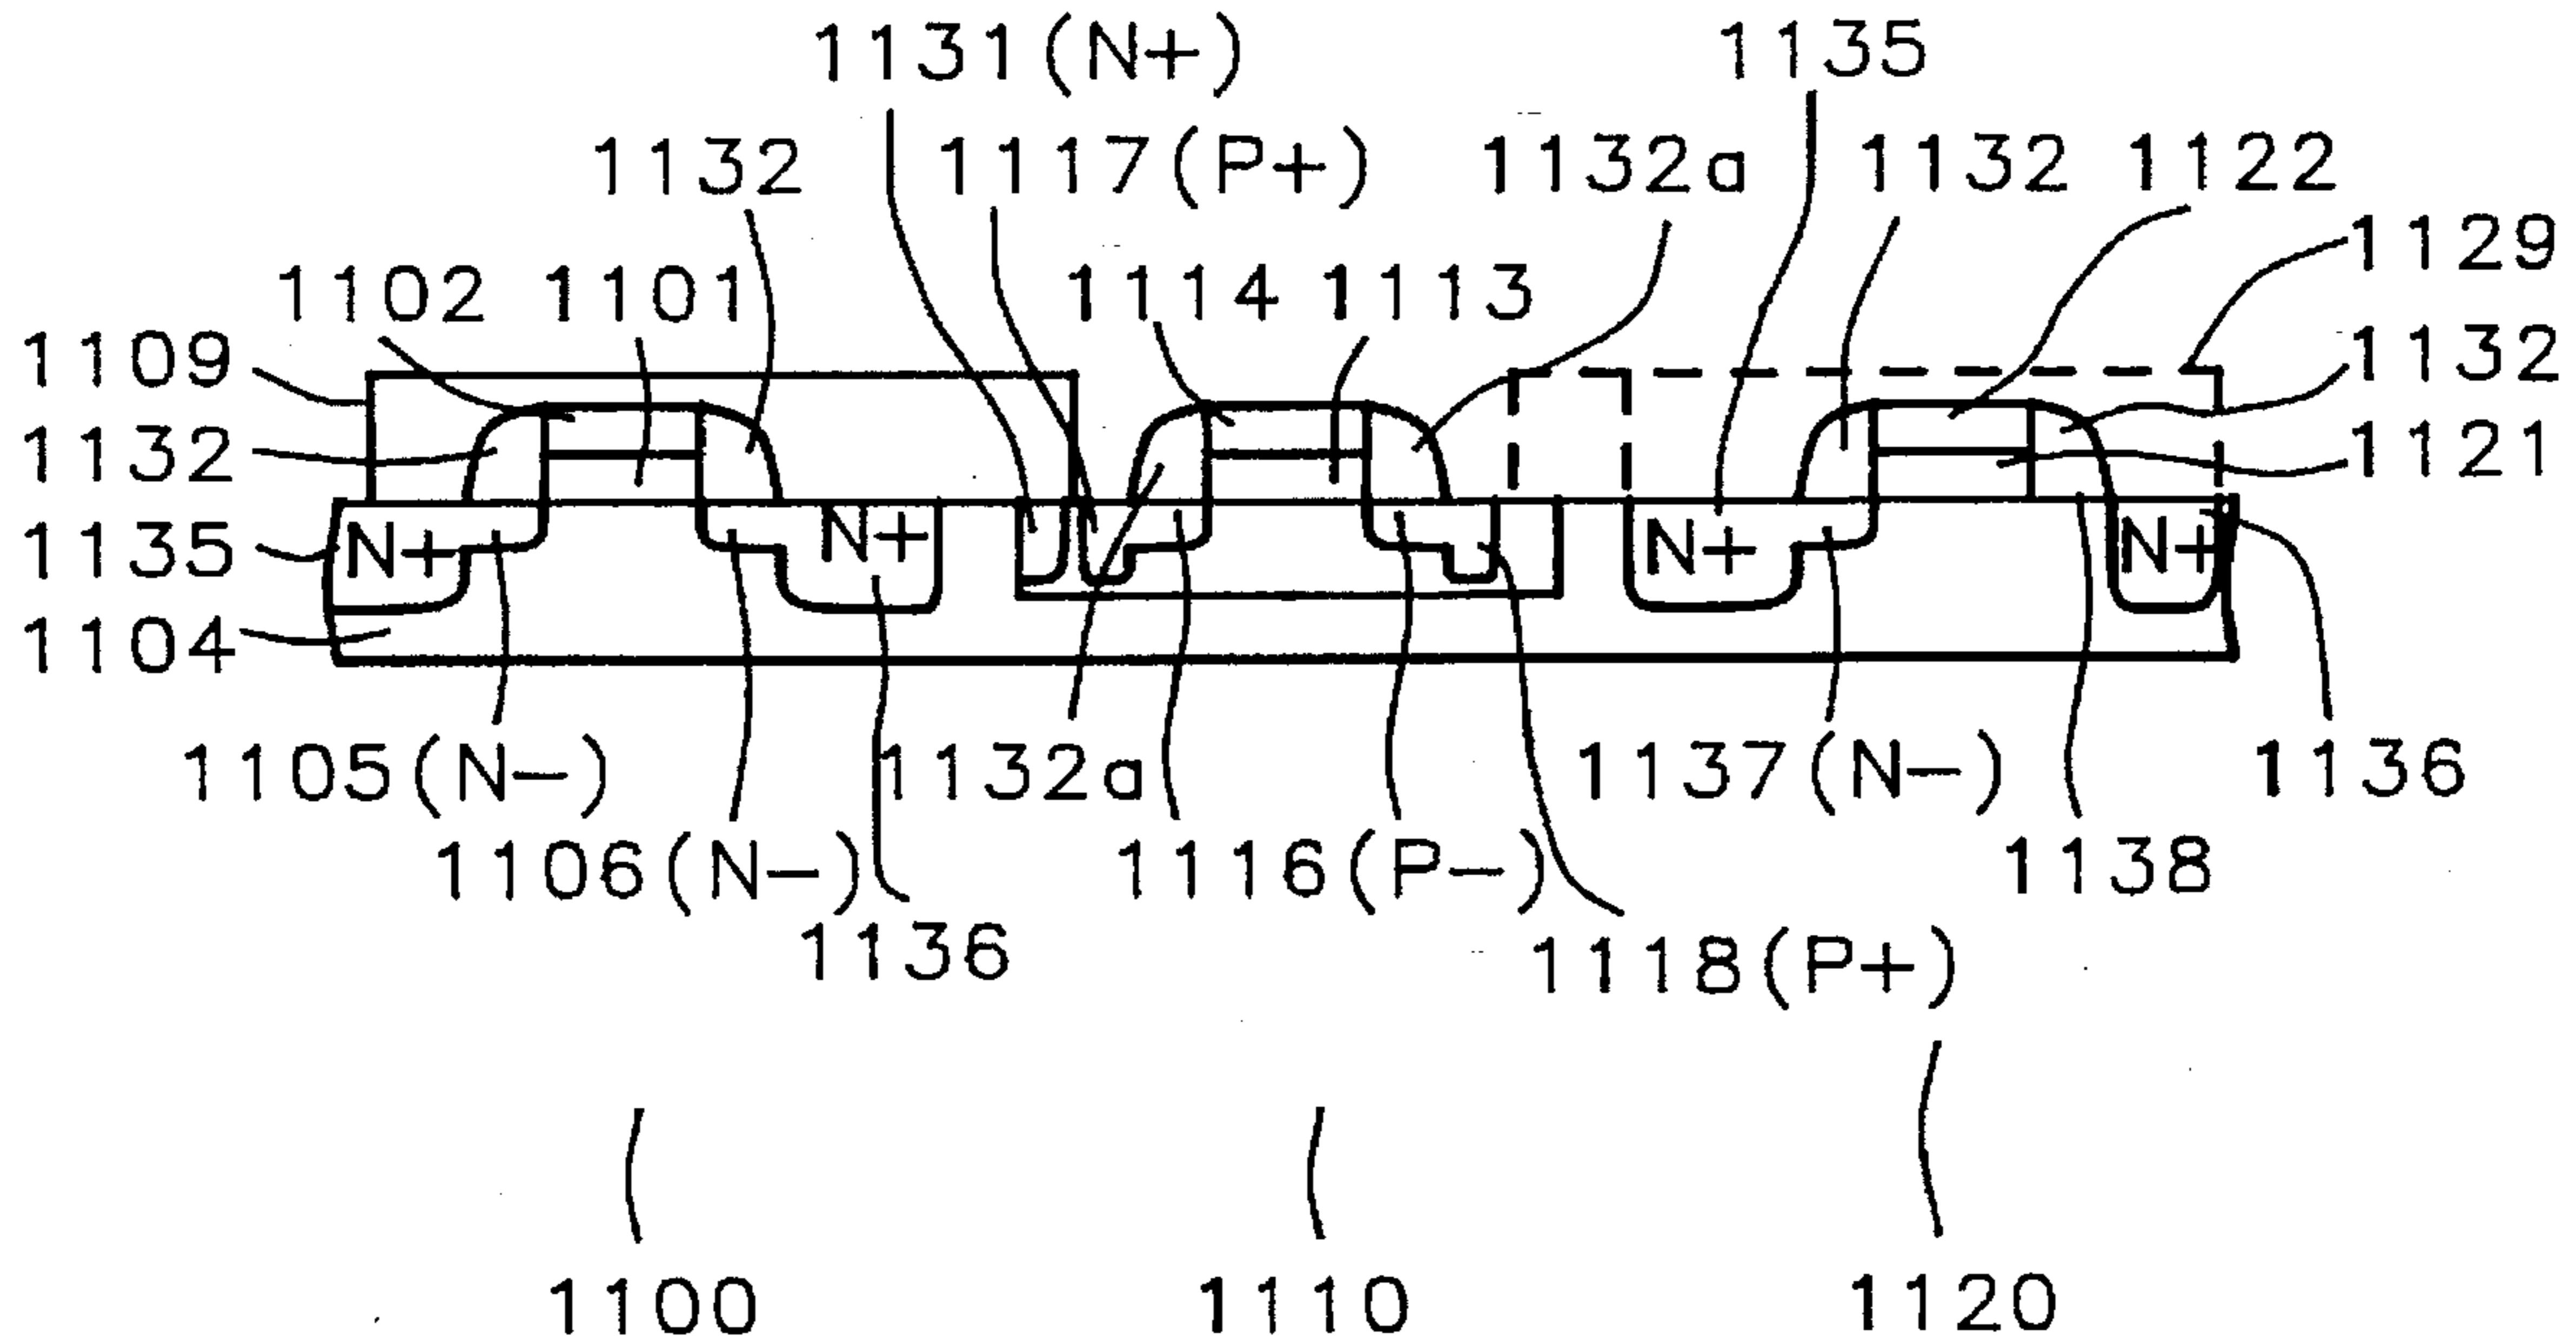 1131(N+) 1135
1132 1117(P+) 1132a 1132 1122
1129
1102 1101 1114 1113
1109 1132
1132 1121
1135 N+ N+ N+ N+
1104
1105(N-) 1132a 1137(N-) 1136
1106(N-) 1116(P-) 1138
1136 1118(P+)
1100 1110 1120